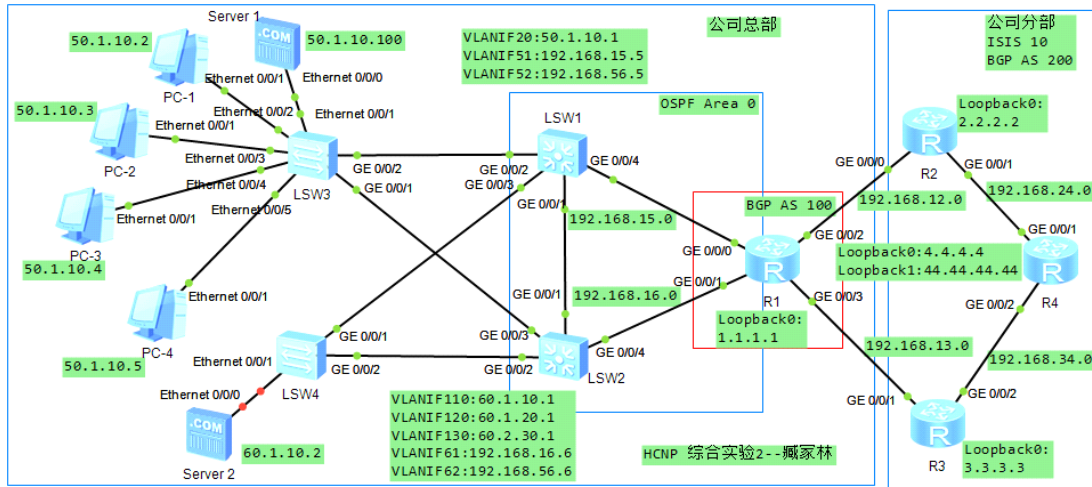 Server 1
50.1.10.2
.COM
50.1.10.100
VLANIF20:50.1.10.1
VLANIF51:192.168.15.5
VLANIF52:192.168.56.5
公司总部
公司分部
ISIS 10
BGP AS 200
Ethernet 0/0/1
Ethernet 0/0/0
PC-1
Ethernet 0/0/2
Ethernet 0/0/1
OSPF Area 0
50.1.10.3
Ethernet 0/0/1
PC-2
Ethernet 0/0/3
Ethernet 0/0/4
Ethernet 0/0/5
LSW3
GE 0/0/2
GE 0/0/1
LSW1
GE 0/0/2
GE 0/0/3
GE 0/0/4
GE 0/0/1
Loopback0:
2.2.2.2
R
R2
GE 0/0/0
GE 0/0/1
192.168.24.0
192.168.12.0
Ethernet 0/0/1
PC-3
50.1.10.4
192.168.15.0
BGP AS 100
GE 0/0/0
GE 0/0/2
R
R1
Loopback0:4.4.4.4
Loopback1:44.44.44.44
GE 0/0/1
R
R4
GE 0/0/2
Ethernet 0/0/1
PC-4
50.1.10.5
GE 0/0/1
192.168.16.0
GE 0/0/1
GE 0/0/3
Loopback0:
1.1.1.1
GE 0/0/1
GE 0/0/3
GE 0/0/4
GE 0/0/2
LSW2
192.168.13.0
192.168.34.0
Ethernet 0/0/1
GE 0/0/2
LSW4
Ethernet 0/0/0
.COM
Server 2
60.1.10.2
VLANIF110:60.1.10.1
VLANIF120:60.1.20.1
VLANIF130:60.2.30.1
VLANIF61:192.168.16.6
VLANIF62:192.168.56.6
HCNP 综合实验2--臧家林
GE 0/0/1
GE 0/0/2
R
R3
Loopback0:
3.3.3.3